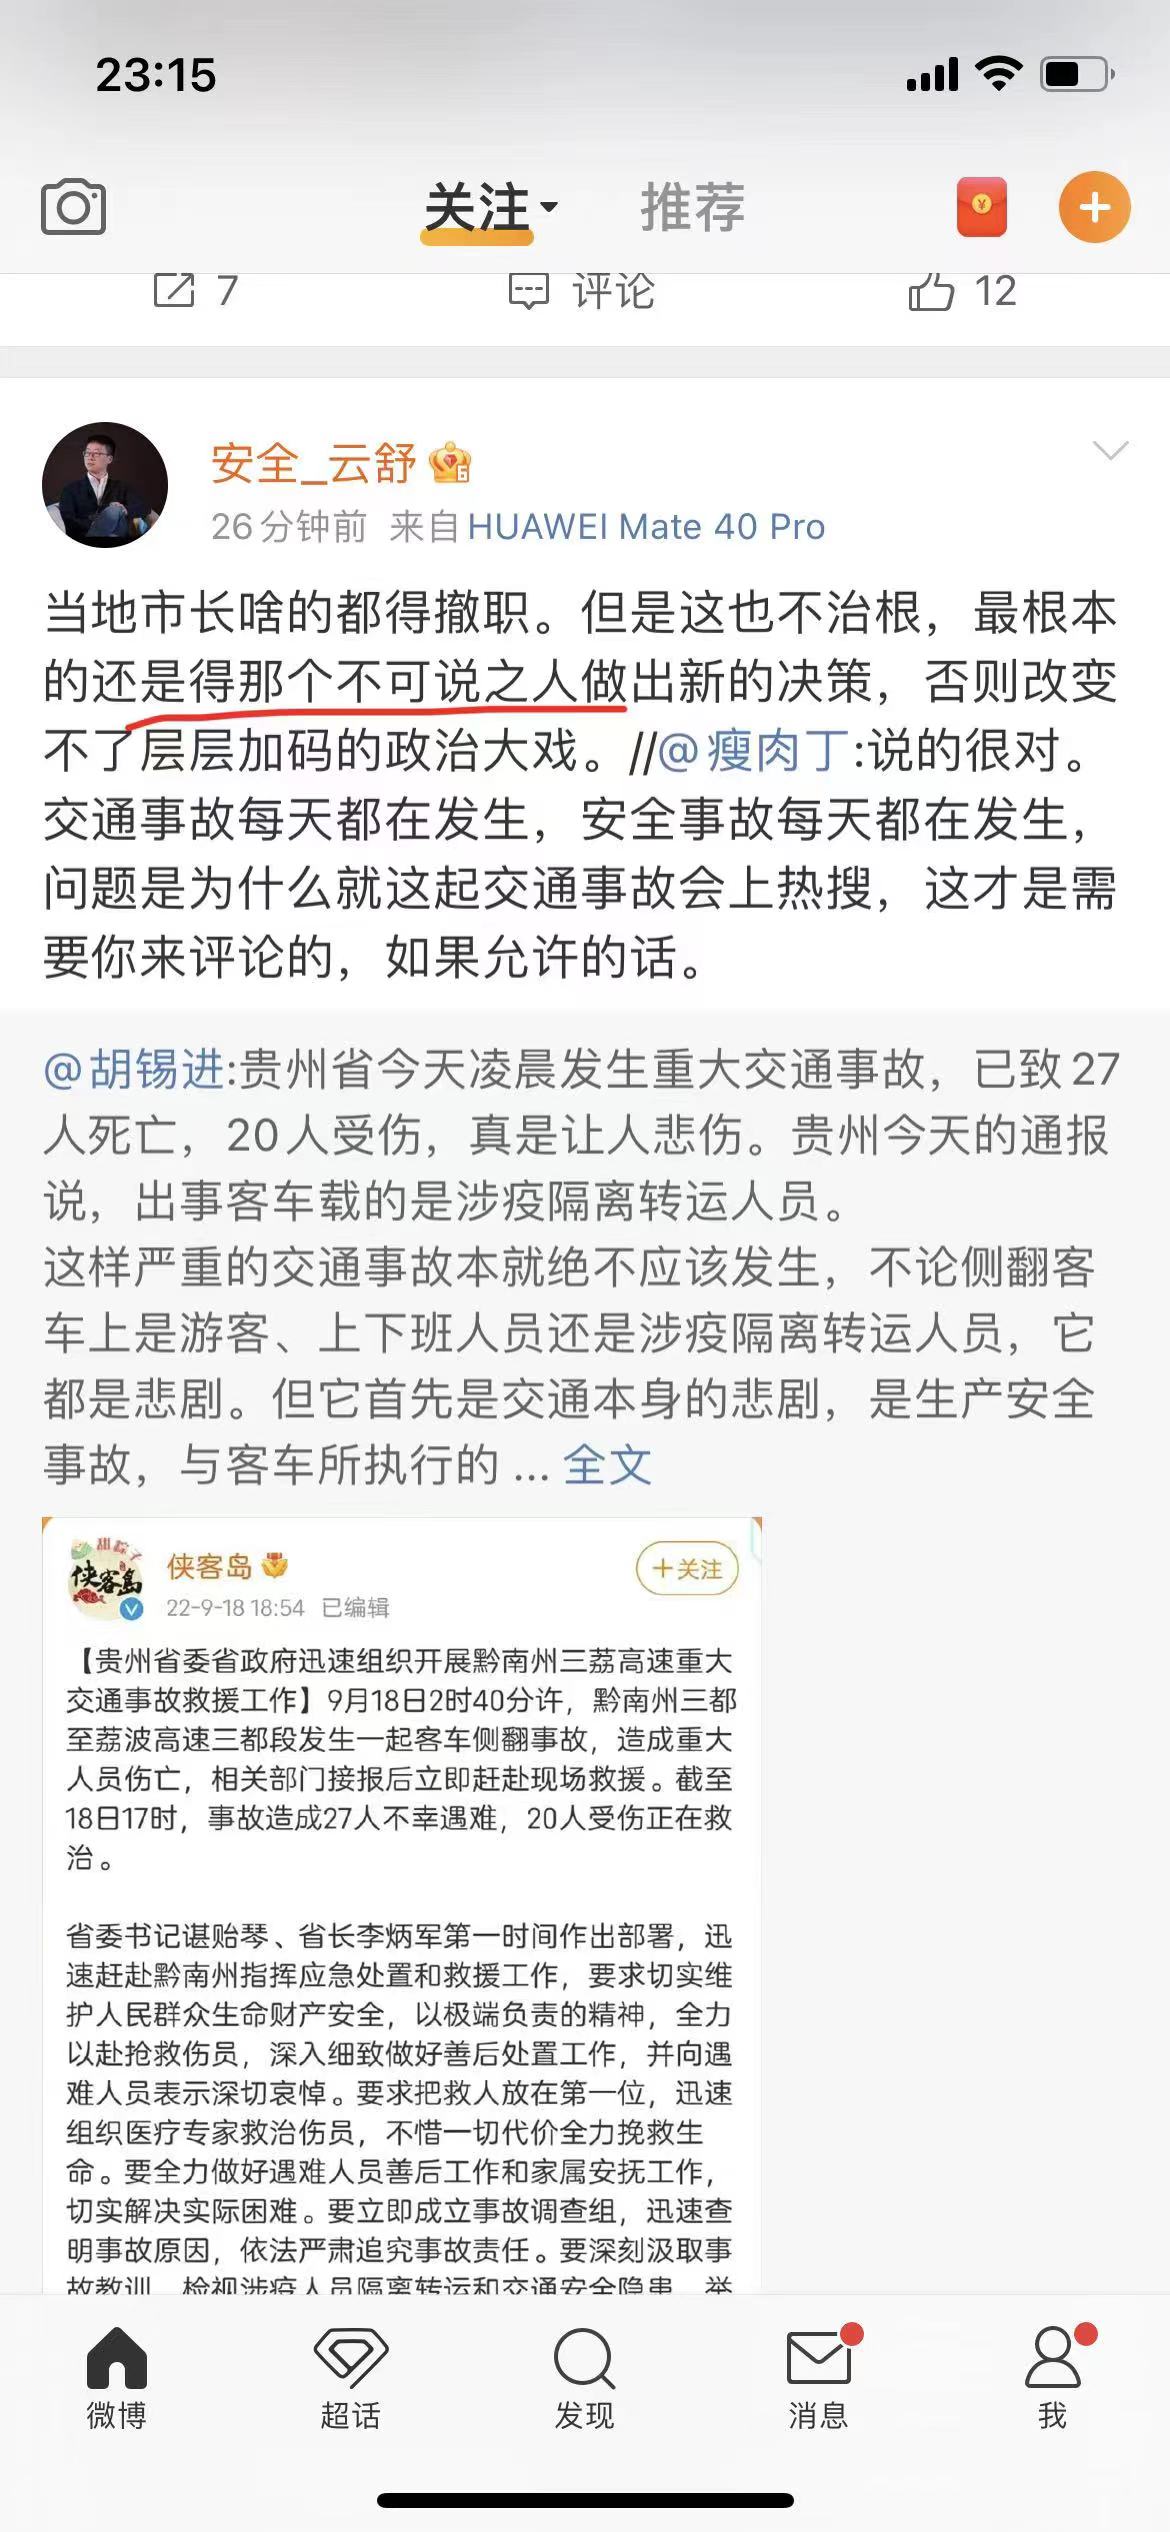 23:15
关注 推荐
7 评论 12
安全_云舒
26分钟前 来自HUAWEI Mate 40 Pro
当地市长啥的都得撤职。但是这也不治根，最根本
的还是得那个不可说之人做出新的决策，否则改变
不了层层加码的政治大戏。//@瘦肉丁:说的很对。
交通事故每天都在发生，安全事故每天都在发生，
问题是为什么就这起交通事故会上热搜，这才是需
要你来评论的，如果允许的话。
@胡锡进:贵州省今天凌晨发生重大交通事故，已致27
人死亡，20人受伤，真是让人悲伤。贵州今天的通报
说，出事客车载的是涉疫隔离转运人员。
这样严重的交通事故本就绝不应该发生，不论侧翻客
车上是游客、上下班人员还是涉疫隔离转运人员，它
都是悲剧。但它首先是交通本身的悲剧，是生产安全
事故，与客车所执行的 ... 全文
甜粽子
侠客岛
侠客岛
+关注
22-9-18 18:54 已编辑
【贵州省委省政府迅速组织开展黔南州三荔高速重大
交通事故救援工作】9月18日2时40分许，黔南州三都
至荔波高速三都段发生一起客车侧翻事故，造成重大
人员伤亡，相关部门接报后立即赶赴现场救援。截至
18日17时，事故造成27人不幸遇难，20人受伤正在救
治。
省委书记谌贻琴、省长李炳军第一时间作出部署，迅
速赶赴黔南州指挥应急处置和救援工作，要求切实维
护人民群众生命财产安全，以极端负责的精神，全力
以赴抢救伤员，深入细致做好善后处置工作，并向遇
难人员表示深切哀悼。要求把救人放在第一位，迅速
组织医疗专家救治伤员，不惜一切代价全力挽救生
命。要全力做好遇难人员善后工作和家属安抚工作，
切实解决实际困难。要立即成立事故调查组，迅速查
明事故原因，依法严肃追究事故责任。要深刻汲取事
故教训，检视涉疫人员隔离转运和交通安全隐患，举
微博 超话 发现 消息 我